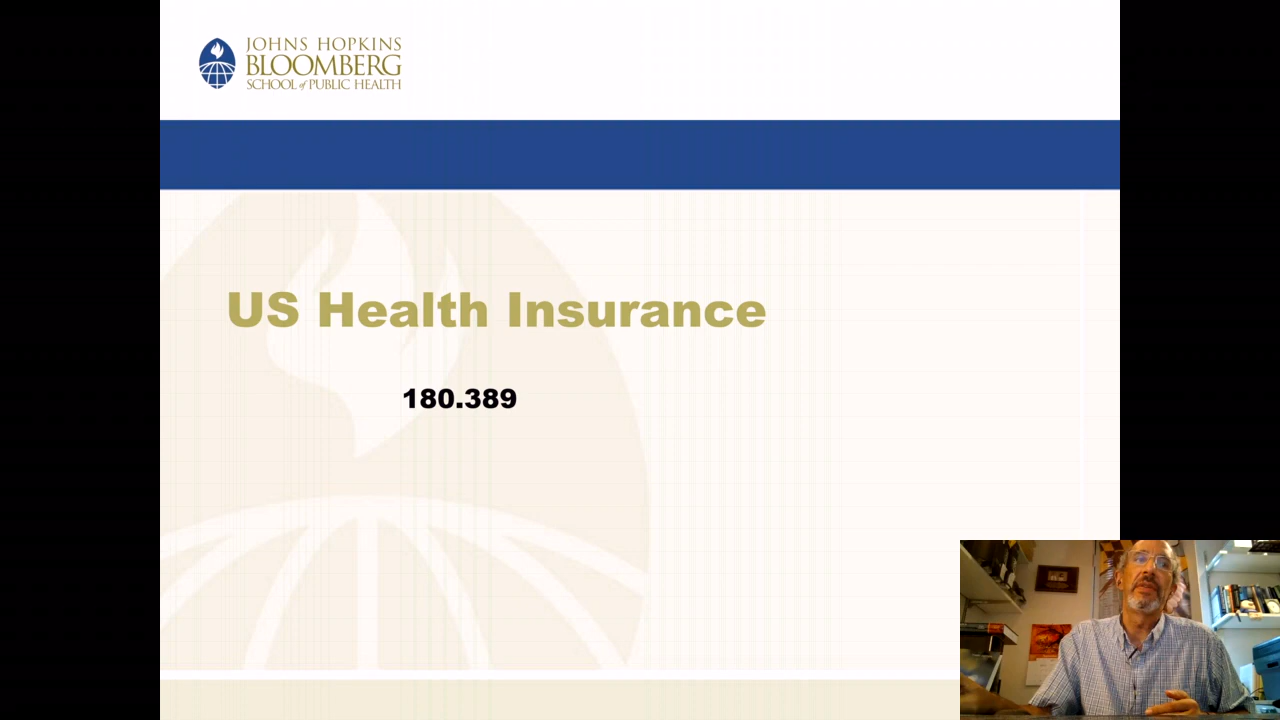 JOHNS HOPKINS
BLOOMBERG
SCHOOL of PUBLIC HEALTH
US Health Insurance
180.389